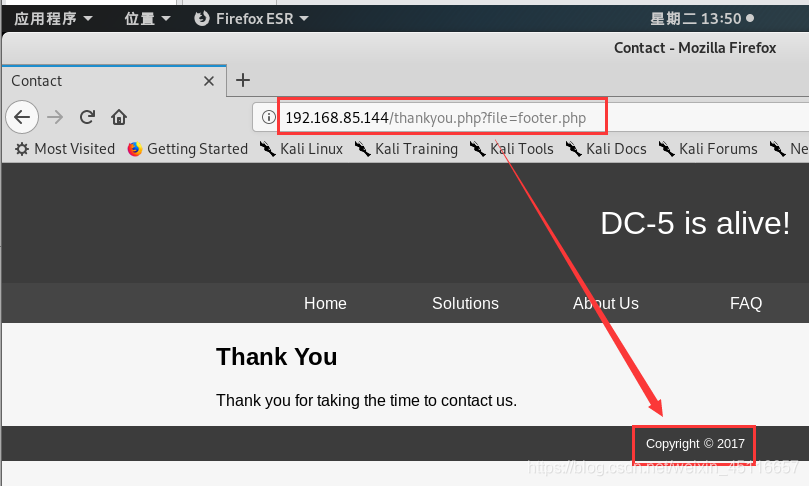 应用程序 位置 Firefox ESR 星期二 13:50
Contact - Mozilla Firefox
Contact
192.168.85.144/thankyou.php?file=footer.php
Most Visited Getting Started Kali Linux Kali Training Kali Tools Kali Docs Kali Forums Ne
DC-5 is alive!
Home Solutions About Us FAQ
Thank You
Thank you for taking the time to contact us.
Copyright © 2017
https://blog.csdn.net/weixin_45116657